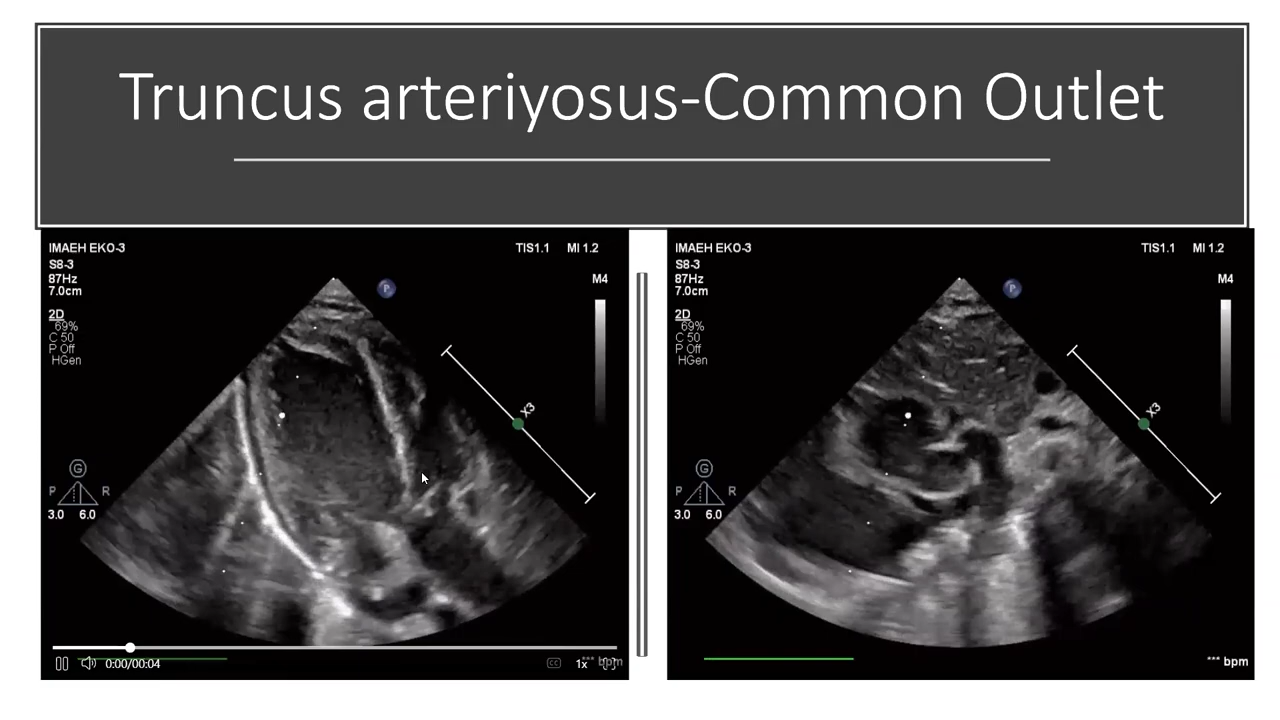 Truncus arteriyosus-Common Outlet
IMAEH EKO-3
TIS1.1 MI 1.2
S8-3
87Hz
7.0cm
M4
P
2D
69%
C 50
P Off
HGen
X3
G
P R
3.0 6.0
0:00/00:04
CC
1x
*** bpm
IMAEH EKO-3
TIS1.1 MI 1.2
S8-3
87Hz
7.0cm
M4
P
2D
69%
C 50
P Off
HGen
X3
G
P R
3.0 6.0
*** bpm